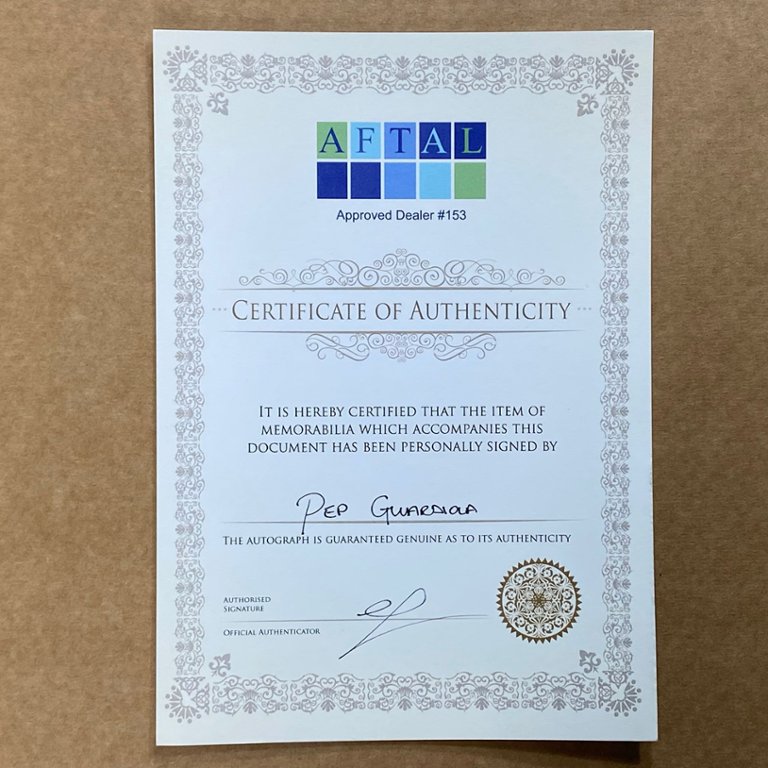 AFTAL
Approved Dealer #153
CERTIFICATE OF AUTHENTICITY
IT IS HEREBY CERTIFIED THAT THE ITEM OF
MEMORABILIA WHICH ACCOMPANIES THIS
DOCUMENT HAS BEEN PERSONALLY SIGNED BY
PEP GUARDIOLA
THE AUTOGRAPH IS GUARANTEED GENUINE AS TO ITS AUTHENTICITY
AUTHORISED
SIGNATURE
OFFICIAL AUTHENTICATOR